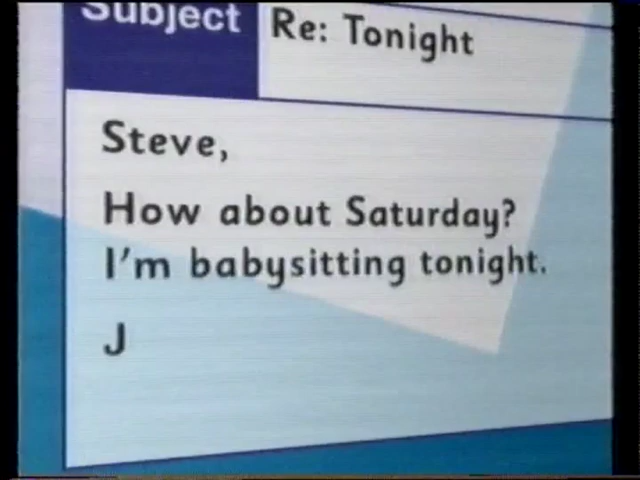 Subject Re: Tonight
Steve,
How about Saturday?
I'm babysitting tonight.
J